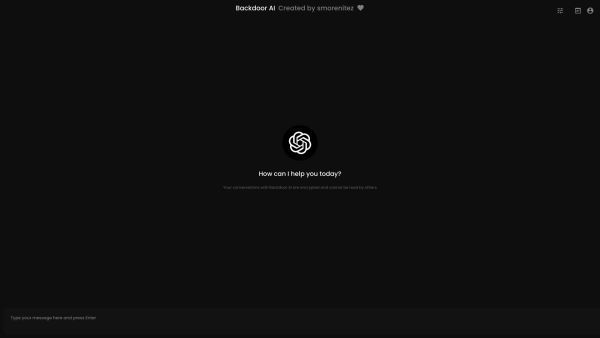 Backdoor AI Created by smorenitez
How can I help you today?
Your conversations with Backdoor AI are encrypted and cannot be read by others
Type your message here and press Enter